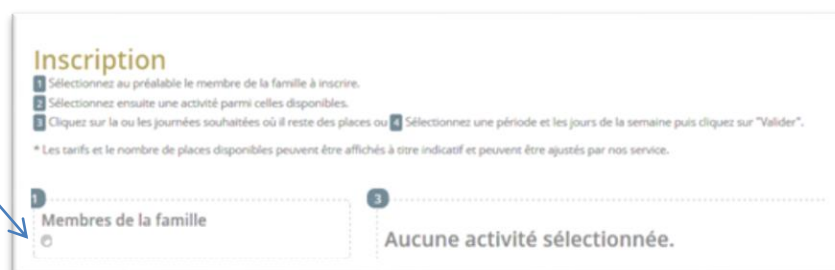 Inscription
1 Sélectionnez au préalable le membre de la famille à inscrire.
2 Sélectionnez ensuite une activité parmi celles disponibles.
3 Cliquez sur la ou les journées souhaitées où il reste des places ou 4 Sélectionnez une période et les jours de la semaine puis cliquez sur "Valider".
* Les tarifs et le nombre de places disponibles peuvent être affichés à titre indicatif et peuvent être ajustés par nos service.
1
Membres de la famille
3
Aucune activité sélectionnée.